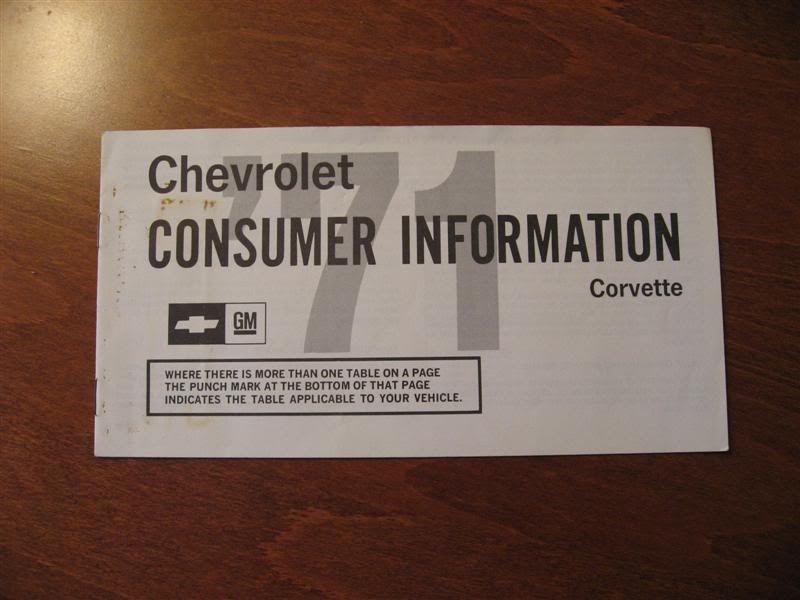 '71
Chevrolet
CONSUMER INFORMATION
Corvette
GM
WHERE THERE IS MORE THAN ONE TABLE ON A PAGE
THE PUNCH MARK AT THE BOTTOM OF THAT PAGE
INDICATES THE TABLE APPLICABLE TO YOUR VEHICLE.